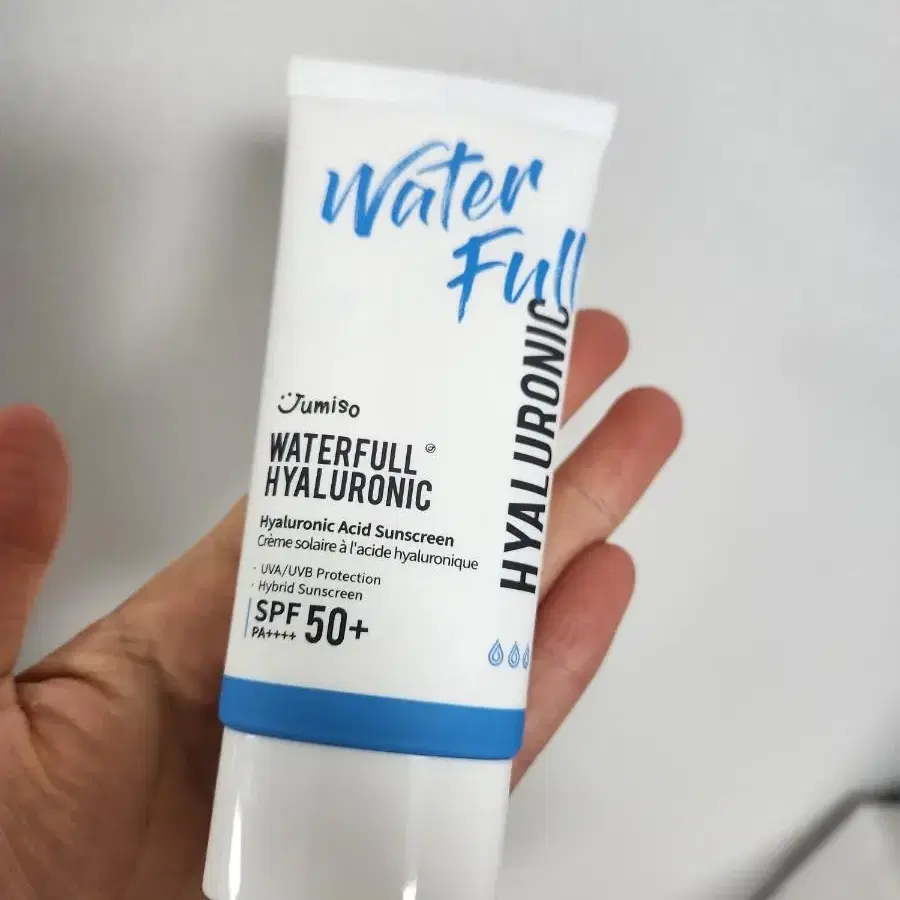 Water
Full
HYALURONIC
Jumiso
WATERFULL
HYALURONIC
Hyaluronic Acid Sunscreen
Crème solaire à l'acide hyaluronique
· UVA/UVB Protection
· Hybrid Sunscreen
SPF 50+
PA++++